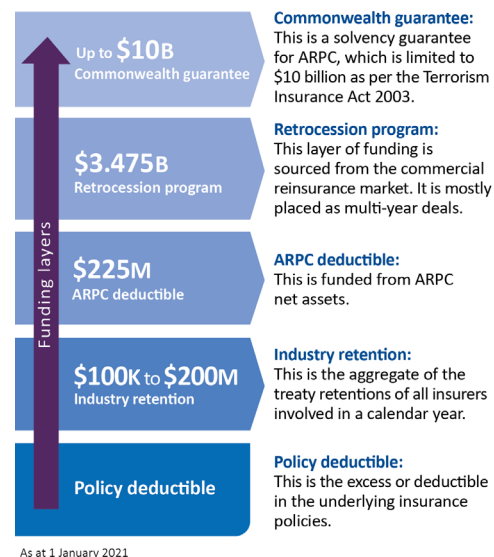 Up to $10B
Commonwealth guarantee
Commonwealth guarantee:
This is a solvency guarantee
for ARPC, which is limited to
$10 billion as per the Terrorism
Insurance Act 2003.
$3.475B
Retrocession program
Retrocession program:
This layer of funding is
sourced from the commercial
reinsurance market. It is mostly
placed as multi-year deals.
$225M
ARPC deductible
ARPC deductible:
This is funded from ARPC
net assets.
$100K to $200M
Industry retention
Industry retention:
This is the aggregate of the
treaty retentions of all insurers
involved in a calendar year.
Policy deductible
Policy deductible:
This is the excess or deductible
in the underlying insurance
policies.
Funding layers
As at 1 January 2021